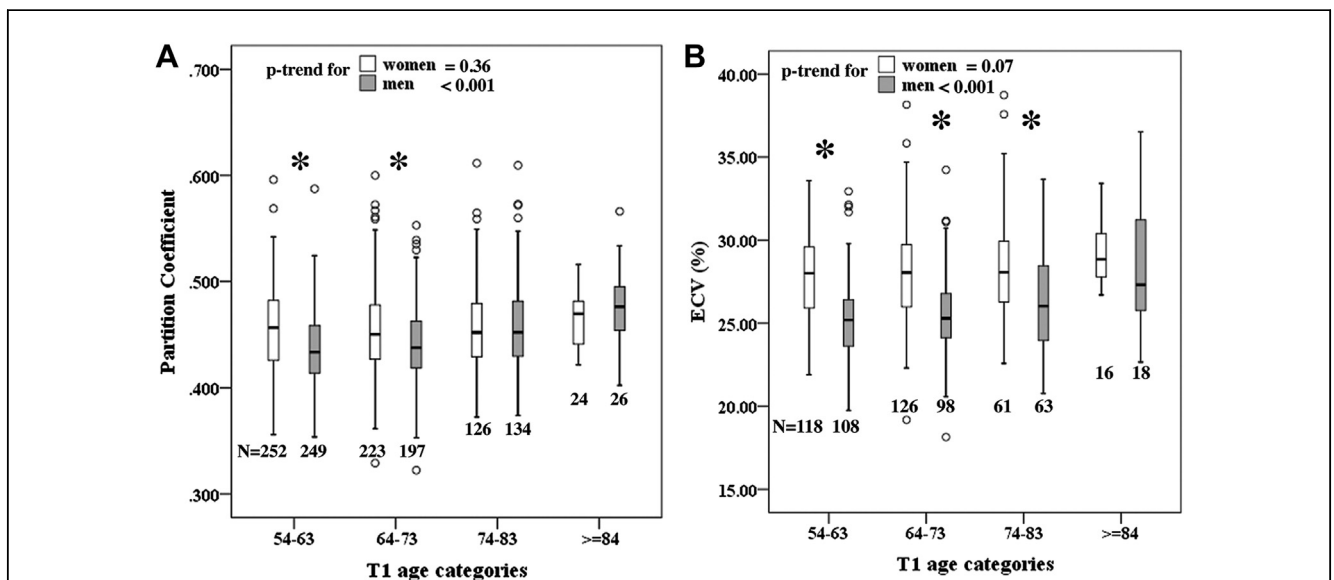 A
p-trend for women = 0.36
men < 0.001
.700
.600
.500
.400
.300
Partition Coefficient
*
*
N=252 249 223 197 126 134 24 26
54-63 64-73 74-83 >=84
T1 age categories
B
p-trend for women = 0.07
men < 0.001
40.00
35.00
30.00
25.00
20.00
15.00
ECV (%)
*
*
*
N=118 108 126 98 61 63 16 18
54-63 64-73 74-83 >=84
T1 age categories